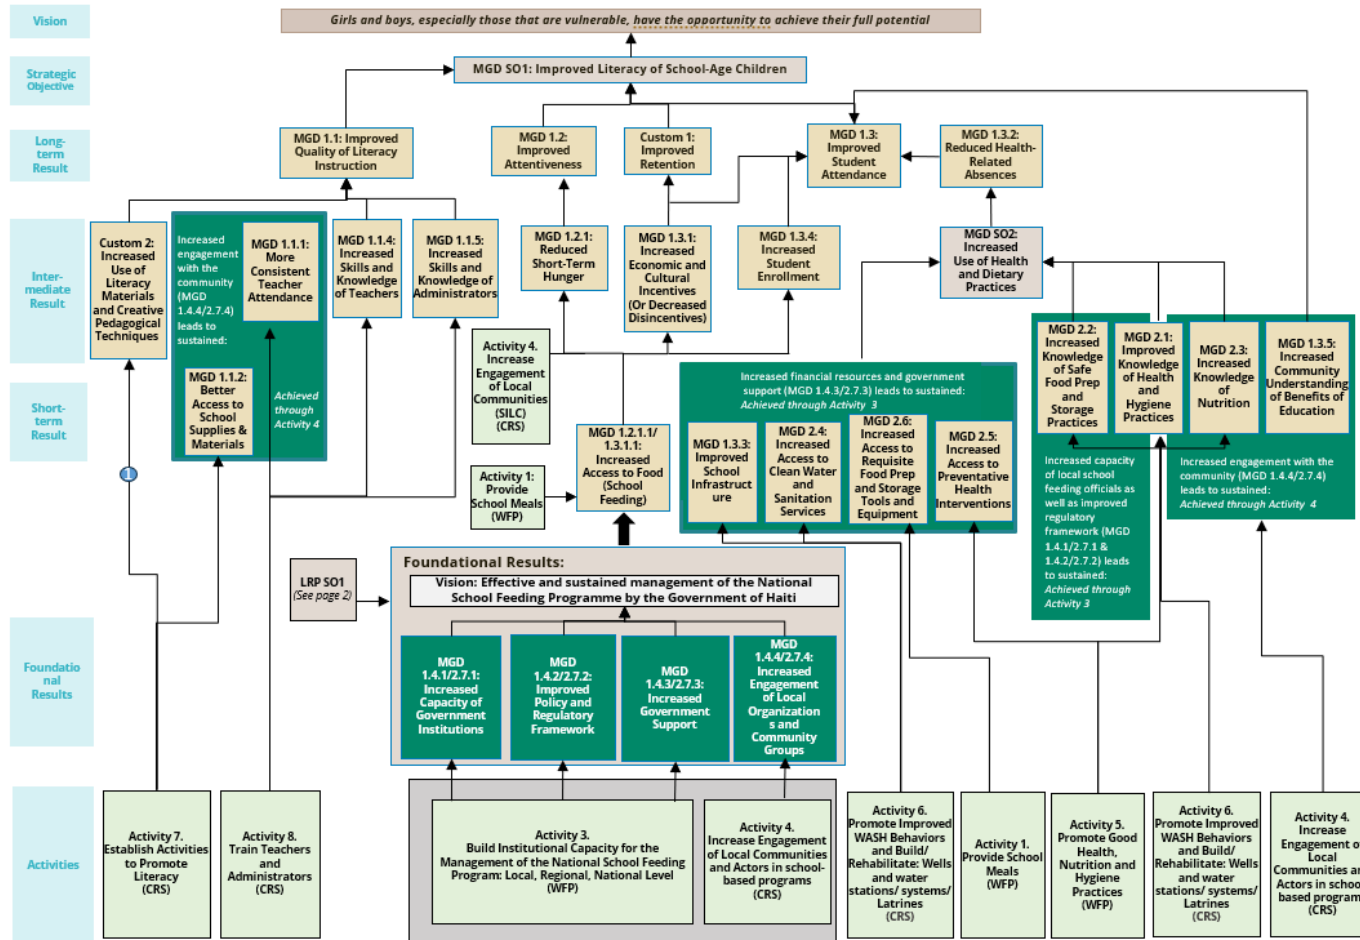 Vision
Girls and boys, especially those that are vulnerable, have the opportunity to achieve their full potential
Strategic
Objective
MGD SO1: Improved Literacy of School-Age Children
Long-
term
Result
MGD 1.1: Improved
Quality of Literacy
Instruction
MGD 1.2:
Improved
Attentiveness
Custom 1:
Improved
Retention
MGD 1.3:
Improved
Student
Attendance
MGD 1.3.2:
Reduced Health-
Related
Absences
Inter-
mediate
Result
Custom 2:
Increased
Use of
Literacy
Materials
and Creative
Pedagogical
Techniques
Increased
engagement
with the
community
(MGD
1.4.4/2.7.4)
leads to
sustained:
MGD 1.1.1:
More
Consistent
Teacher
Attendance
MGD 1.1.4:
Increased
Skills and
Knowledge
of Teachers
MGD 1.1.5:
Increased
Skills and
Knowledge of
Administrators
MGD 1.2.1:
Reduced
Short-Term
Hunger
MGD 1.3.1:
Increased
Economic and
Cultural
Incentives
(Or Decreased
Disincentives)
MGD 1.3.4:
Increased
Student
Enrollment
MGD SO2:
Increased
Use of Health
and Dietary
Practices
Short-
term
Result
MGD 1.1.2:
Better
Access to
School
Supplies &
Materials
Achieved
through
Activity 4
1
Activity 4.
Increase
Engagement
of Local
Communities
(SILC)
(CRS)
Activity 1:
Provide
School Meals
(WFP)
MGD 1.2.1.1/
1.3.1.1:
Increased
Access to Food
(School
Feeding)
Increased financial resources and government
support (MGD 1.4.3/2.7.3) leads to sustained:
Achieved through Activity 3
MGD 1.3.3:
Improved
School
Infrastruct
ure
MGD 2.4:
Increased
Access to
Clean Water
and
Sanitation
Services
MGD 2.6:
Increased
Access to
Requisite
Food Prep
and Storage
Tools and
Equipment
MGD 2.5:
Increased
Access to
Preventative
Health
Interventions
MGD 2.2:
Increased
Knowledge
of Safe
Food Prep
and
Storage
Practices
MGD 2.1:
Improved
Knowledge
of Health
and
Hygiene
Practices
MGD 2.3:
Increased
Knowledge
of Nutrition
MGD 1.3.5:
Increased
Community
Understanding
of Benefits of
Education
Increased capacity
of local school
feeding officials as
well as improved
regulatory
framework (MGD
1.4.1/2.7.1 &
1.4.2/2.7.2) leads
to sustained:
Achieved through
Activity 3
Increased engagement with the
community (MGD 1.4.4/2.7.4)
leads to sustained:
Achieved through Activity 4
LRP SO1
(See page 2)
Foundational Results:
Vision: Effective and sustained management of the National
School Feeding Programme by the Government of Haiti
Foundatio
nal
Results
MGD
1.4.1/2.7.1:
Increased
Capacity of
Government
Institutions
MGD
1.4.2/2.7.2:
Improved
Policy and
Regulatory
Framework
MGD
1.4.3/2.7.3:
Increased
Government
Support
MGD
1.4.4/2.7.4:
Increased
Engagement
of Local
Organization
s and
Community
Groups
Activities
Activity 7.
Establish Activities
to Promote
Literacy
(CRS)
Activity 8.
Train Teachers
and
Administrators
(CRS)
Activity 3.
Build Institutional Capacity for the
Management of the National School Feeding
Program: Local, Regional, National Level
(WFP)
Activity 4.
Increase Engagement
of Local Communities
and Actors in school-
based programs
(CRS)
Activity 6.
Promote Improved
WASH Behaviors
and Build/
Rehabilitate: Wells
and water
stations/ systems/
Latrines
(CRS)
Activity 1.
Provide School
Meals
(WFP)
Activity 5.
Promote Good
Health,
Nutrition and
Hygiene
Practices
(WFP)
Activity 6.
Promote Improved
WASH Behaviors
and Build/
Rehabilitate: Wells
and water
stations/ systems/
Latrines
(CRS)
Activity 4.
Increase
Engagement of
Local
Communities and
Actors in school-
based programs
(CRS)